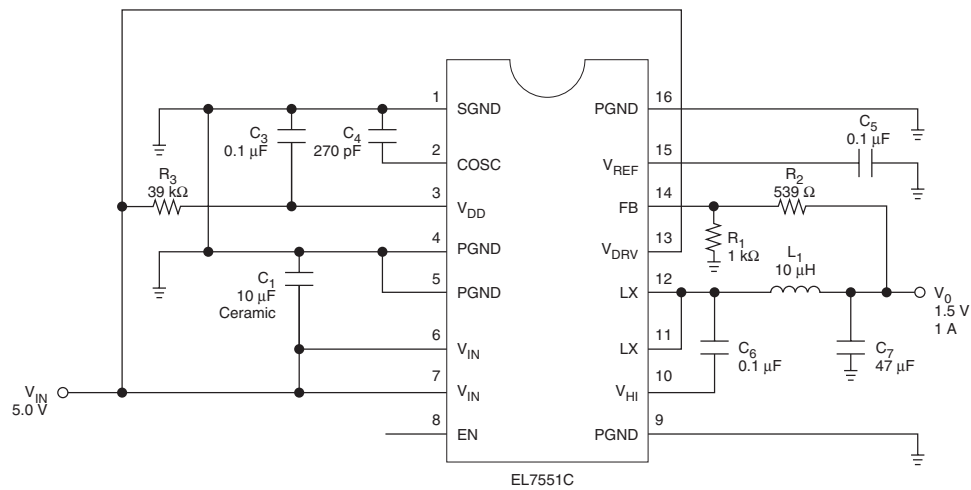 1
SGND
PGND
16
C3
0.1 µF
C4
270 pF
C5
0.1 µF
2
COSC
VREF
15
R3
39 kΩ
3
VDD
FB
14
R2
539 Ω
R1
1 kΩ
4
PGND
VDRV
13
C1
10 µF
Ceramic
5
PGND
LX
12
L1
10 µH
V0
1.5 V
1 A
6
VIN
LX
11
C6
0.1 µF
C7
47 µF
7
VIN
VHI
10
VIN
5.0 V
8
EN
PGND
9
EL7551C